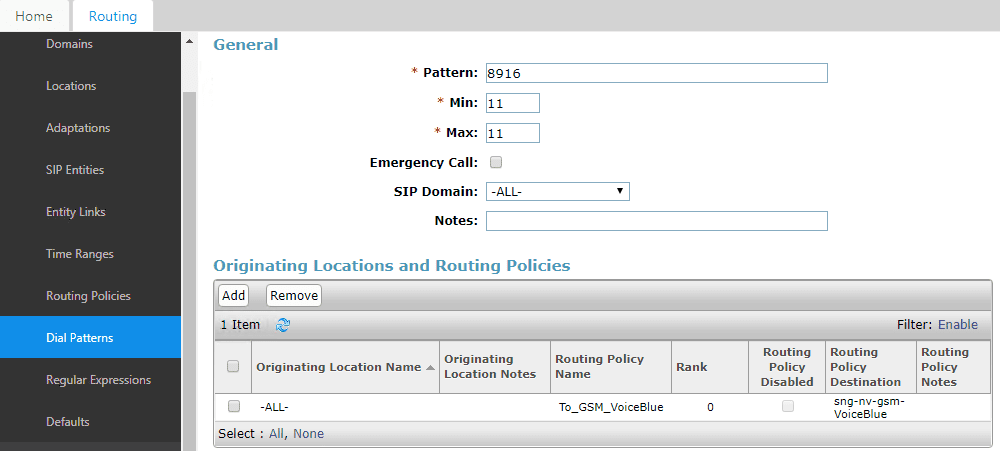 Home
Routing
Domains
Locations
Adaptations
SIP Entities
Entity Links
Time Ranges
Routing Policies
Dial Patterns
Regular Expressions
Defaults
General
* Pattern: 8916
* Min: 11
* Max: 11
Emergency Call:
SIP Domain: -ALL-
Notes:
Originating Locations and Routing Policies
Add Remove
1 Item Filter: Enable
Originating Location Name
Originating
Location Notes
Routing Policy
Name
Rank
Routing
Policy
Disabled
Routing
Policy
Destination
Routing
Policy
Notes
-ALL-
To_GSM_VoiceBlue
0
sng-nv-gsm-
VoiceBlue
Select : All, None